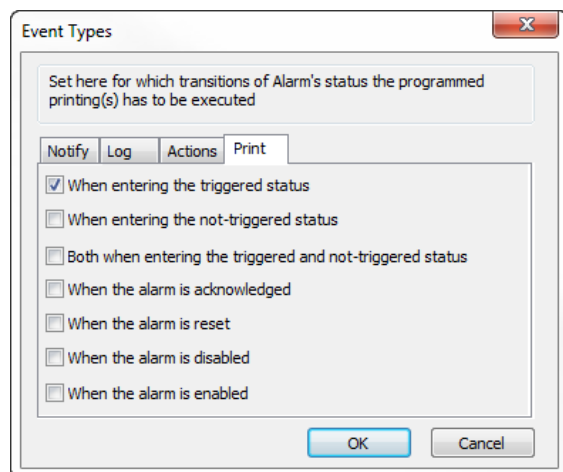 Event Types
Set here for which transitions of Alarm's status the programmed
printing(s) has to be executed
Notify Log Actions Print
When entering the triggered status
When entering the not-triggered status
Both when entering the triggered and not-triggered status
When the alarm is acknowledged
When the alarm is reset
When the alarm is disabled
When the alarm is enabled
OK Cancel